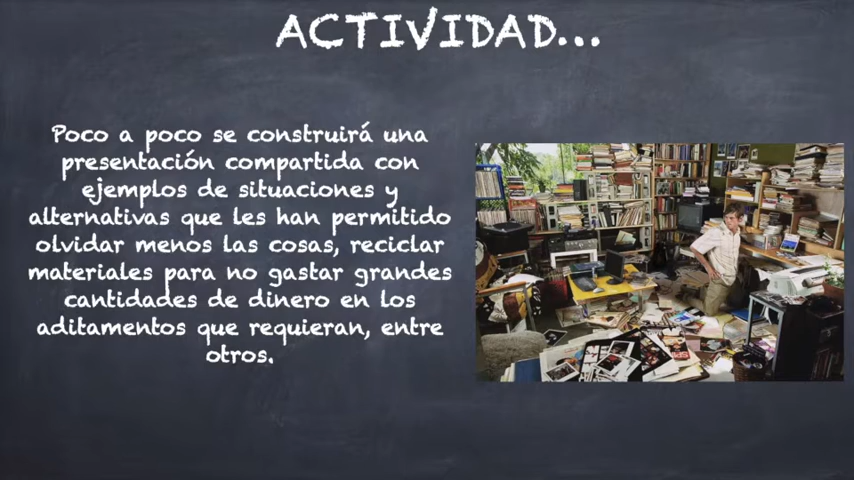 ACTIVIDAD...
Poco a poco se construirá una
presentación compartida con
ejemplos de situaciones y
alternativas que les han permitido
olvidar menos las cosas, reciclar
materiales para no gastar grandes
cantidades de dinero en los
aditamentos que requieran, entre
otros.